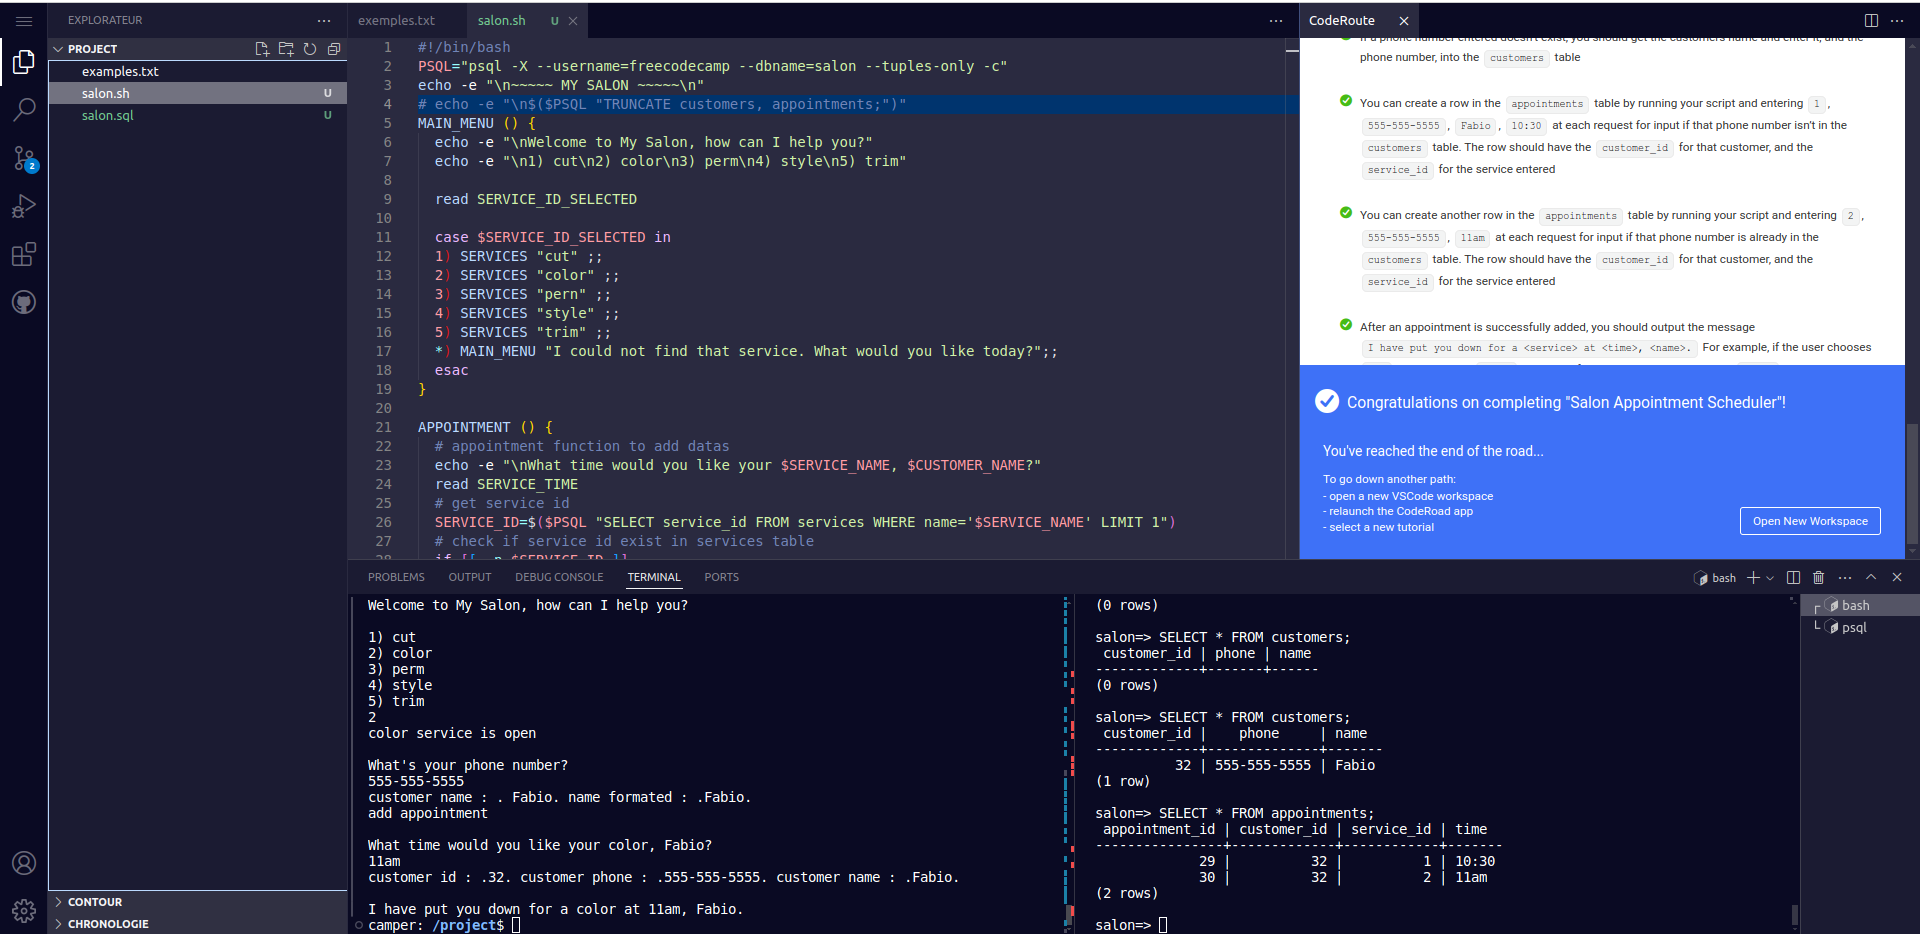 EXPLORATEUR
PROJECT
examples.txt
salon.sh U
salon.sql U
2
CONTOUR
CHRONOLOGIE
exemples.txt
salon.sh U
1 #!/bin/bash
2 PSQL="psql -X --username=freecodecamp --dbname=salon --tuples-only -c"
3 echo -e "\n~~~~~ MY SALON ~~~~~\n"
4 # echo -e "\n$($PSQL "TRUNCATE customers, appointments;")"
5 MAIN_MENU () {
6 echo -e "\nWelcome to My Salon, how can I help you?"
7 echo -e "\n1) cut\n2) color\n3) perm\n4) style\n5) trim"
8
9 read SERVICE_ID_SELECTED
10
11 case $SERVICE_ID_SELECTED in
12 1) SERVICES "cut" ;;
13 2) SERVICES "color" ;;
14 3) SERVICES "pern" ;;
15 4) SERVICES "style" ;;
16 5) SERVICES "trim" ;;
17 *) MAIN_MENU "I could not find that service. What would you like today?";;
18 esac
19 }
20
21 APPOINTMENT () {
22 # appointment function to add datas
23 echo -e "\nWhat time would you like your $SERVICE_NAME, $CUSTOMER_NAME?"
24 read SERVICE_TIME
25 # get service id
26 SERVICE_ID=$($PSQL "SELECT service_id FROM services WHERE name='$SERVICE_NAME' LIMIT 1")
27 # check if service id exist in services table
CodeRoute
If a phone number entered doesn't exist, you should get the customers name and enter it, and the
phone number, into the customers table
You can create a row in the appointments table by running your script and entering 1,
555-555-5555, Fabio, 10:30 at each request for input if that phone number isn't in the
customers table. The row should have the customer_id for that customer, and the
service_id for the service entered
You can create another row in the appointments table by running your script and entering 2,
555-555-5555, 11am at each request for input if that phone number is already in the
customers table. The row should have the customer_id for that customer, and the
service_id for the service entered
After an appointment is successfully added, you should output the message
I have put you down for a <service> at <time>, <name>. For example, if the user chooses
Congratulations on completing "Salon Appointment Scheduler"!
You've reached the end of the road...
To go down another path:
- open a new VSCode workspace
- relaunch the CodeRoad app
- select a new tutorial
Open New Workspace
PROBLEMS OUTPUT DEBUG CONSOLE TERMINAL PORTS
bash
Welcome to My Salon, how can I help you?
1) cut
2) color
3) perm
4) style
5) trim
2
color service is open
What's your phone number?
555-555-5555
customer name : . Fabio. name formated : .Fabio.
add appointment
What time would you like your color, Fabio?
11am
customer id : .32. customer phone : .555-555-5555. customer name : .Fabio.
I have put you down for a color at 11am, Fabio.
camper: /project$
(0 rows)
salon=> SELECT * FROM customers;
customer_id | phone | name
-------------+-------+------
(0 rows)
salon=> SELECT * FROM customers;
customer_id | phone | name
-------------+--------------+-------
32 | 555-555-5555 | Fabio
(1 row)
salon=> SELECT * FROM appointments;
appointment_id | customer_id | service_id | time
----------------+-------------+------------+-------
29 | 32 | 1 | 10:30
30 | 32 | 2 | 11am
(2 rows)
salon=>
bash
psql